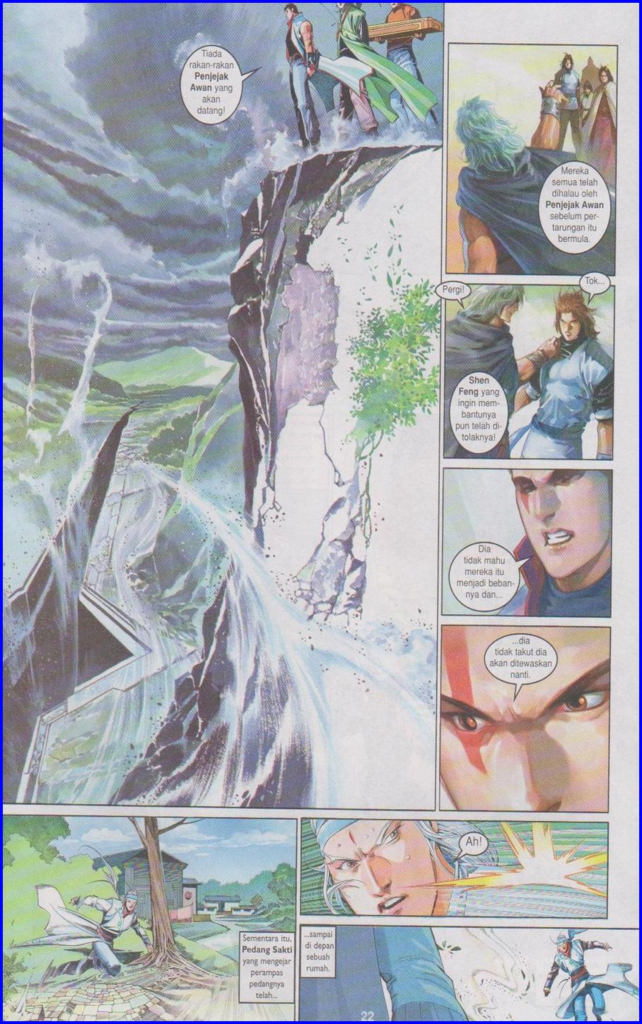 Tiada
rakan-rakan
Penjejak
Awan yang
akan
datang!
Mereka
semua telah
dihalau oleh
Penjejak Awan
sebelum per-
tarungan itu
bermula.
Pergi!
Tok...
Shen
Feng yang
ingin mem-
bantunya
pun telah di-
tolaknya!
Dia
tidak mahu
mereka itu
menjadi beban-
nya dan...
...dia
tidak takut dia
akan ditewaskan
nanti.
Sementara itu,
Pedang Sakti
yang mengejar
perampas
pedangnya
telah...
Ah!
...sampai
di depan
sebuah
rumah.
22